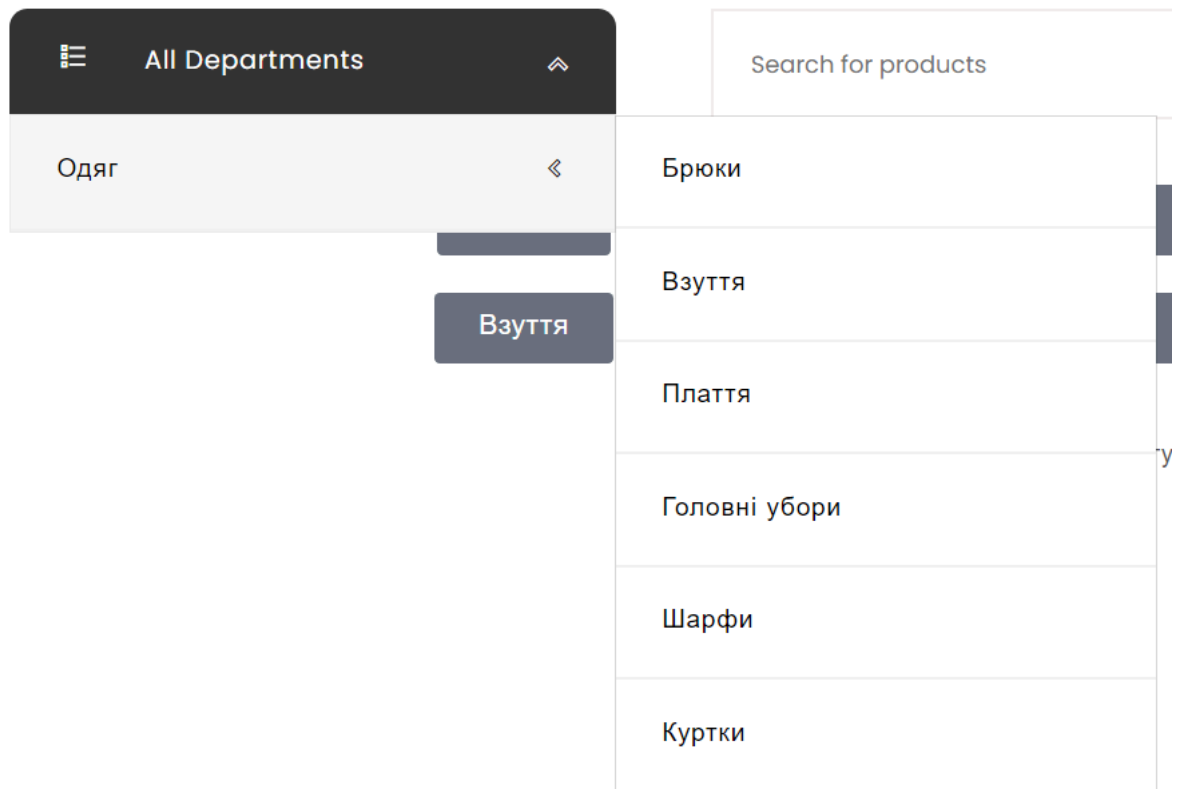 All Departments
Search for products
Одяг
Брюки
Взуття
Взуття
Плаття
Головні убори
Шарфи
Куртки